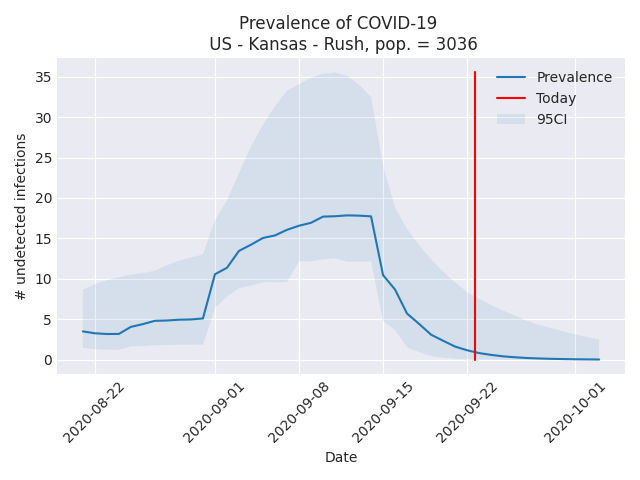 Prevalence of COVID-19
US - Kansas - Rush, pop. = 3036
# undetected infections
35
30
25
20
15
10
5
0
Prevalence
Today
95CI
2020-08-22
2020-09-01
2020-09-08
2020-09-15
2020-09-22
2020-10-01
Date